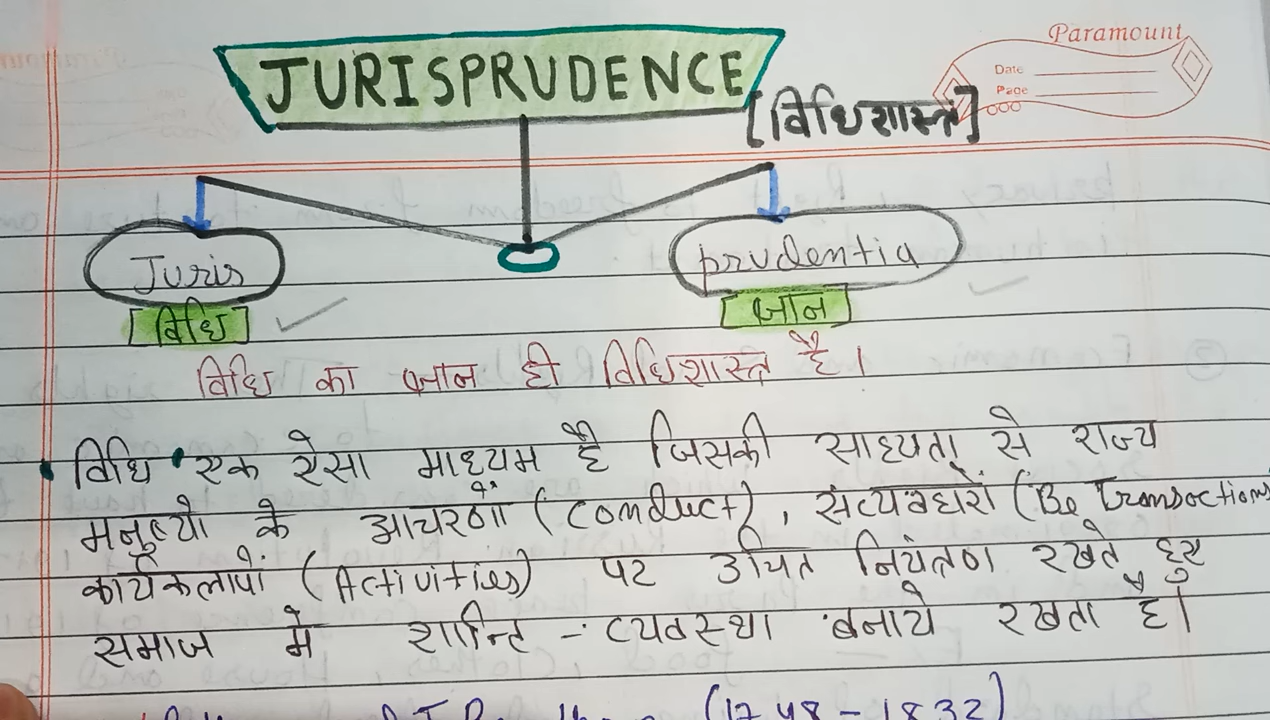 Paramount
JURISPRUDENCE
Date
Page
[विधिशास्त्र]
Juris
prudentia
[विधि]
[ज्ञान]
विधि का ज्ञान ही विधिशास्त्र है।
विधि एक ऐसा माध्यम है जिसकी साध्यता से राज्य
मनुष्यों के आचरणों (Conduct), संव्यवहारों (Be Transactions
कार्यकलापों (Activities) पर उचित नियंत्रण रखते हुए
समाज में शान्ति - व्यवस्था बनाये रखता है।
(1748-1832)